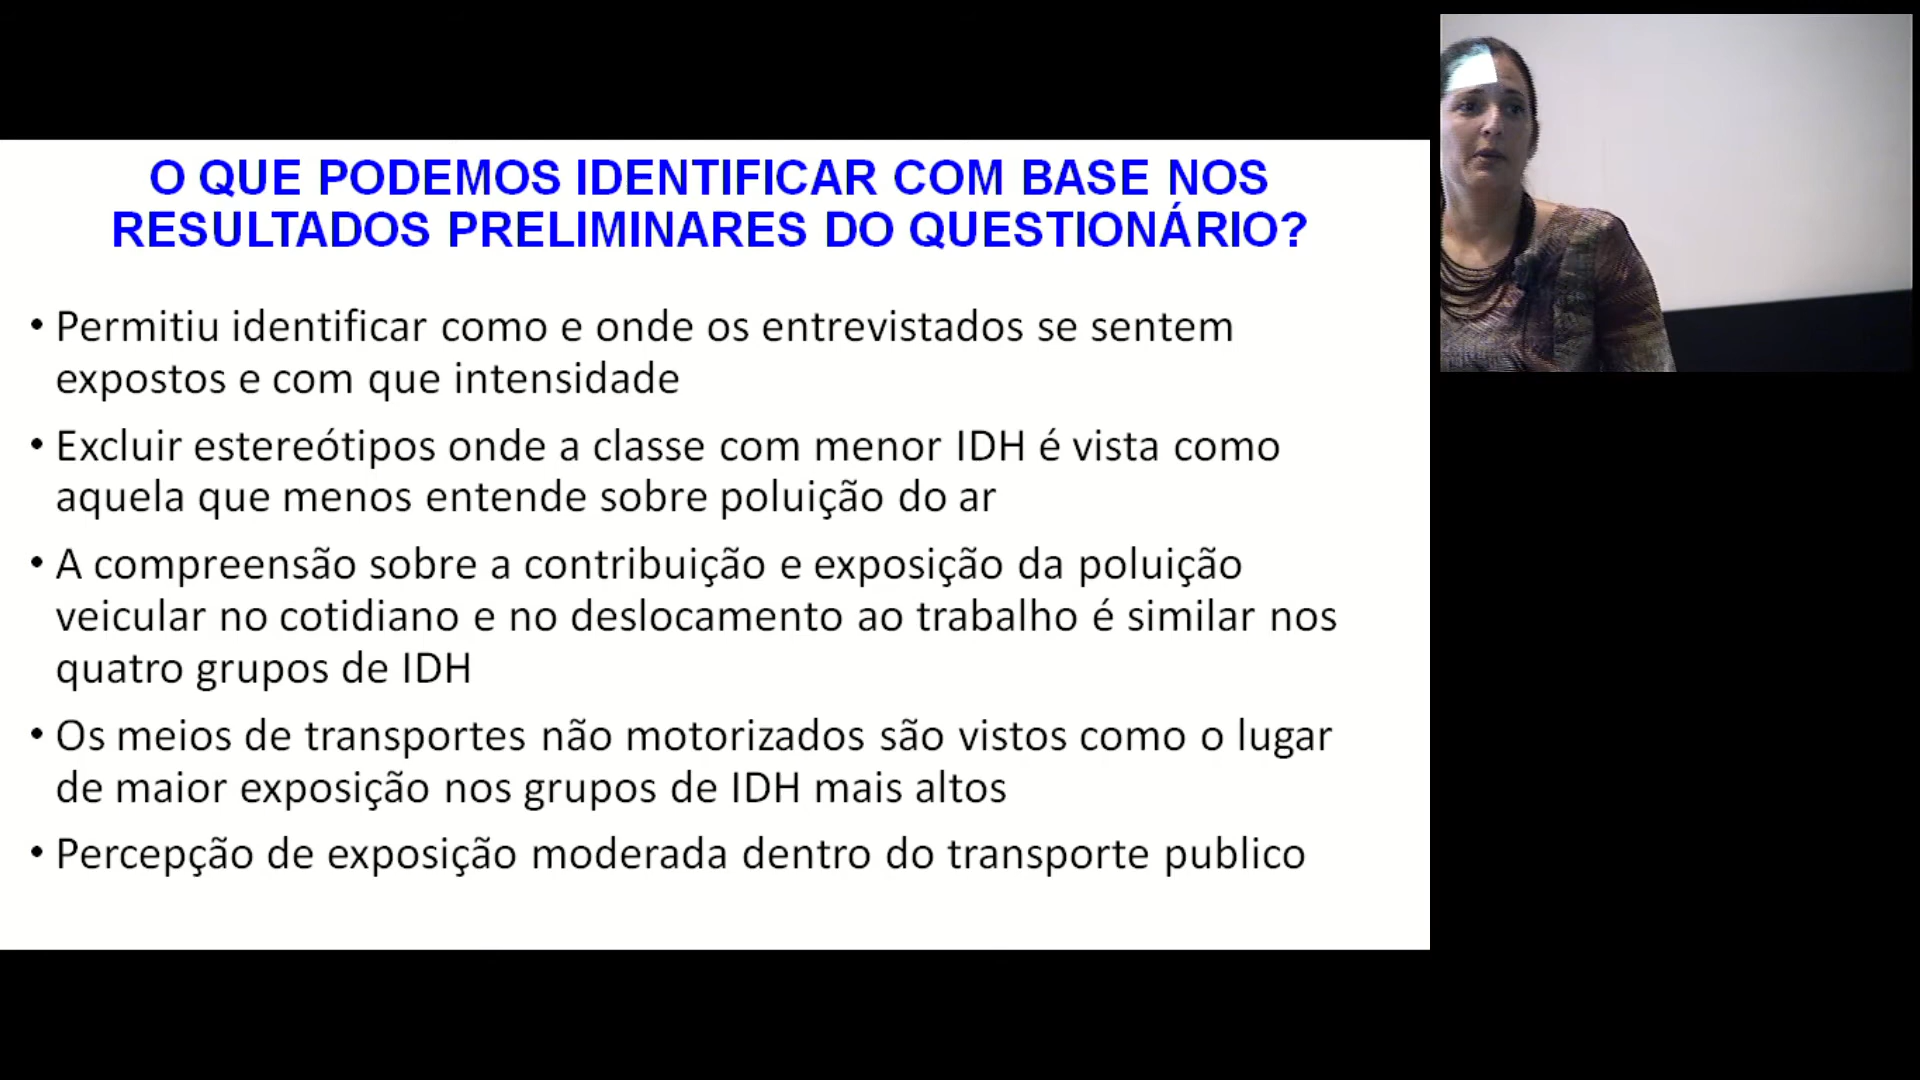 O QUE PODEMOS IDENTIFICAR COM BASE NOS
RESULTADOS PRELIMINARES DO QUESTIONÁRIO?
• Permitiu identificar como e onde os entrevistados se sentem
expostos e com que intensidade
• Excluir estereótipos onde a classe com menor IDH é vista como
aquela que menos entende sobre poluição do ar
• A compreensão sobre a contribuição e exposição da poluição
veicular no cotidiano e no deslocamento ao trabalho é similar nos
quatro grupos de IDH
• Os meios de transportes não motorizados são vistos como o lugar
de maior exposição nos grupos de IDH mais altos
• Percepção de exposição moderada dentro do transporte publico